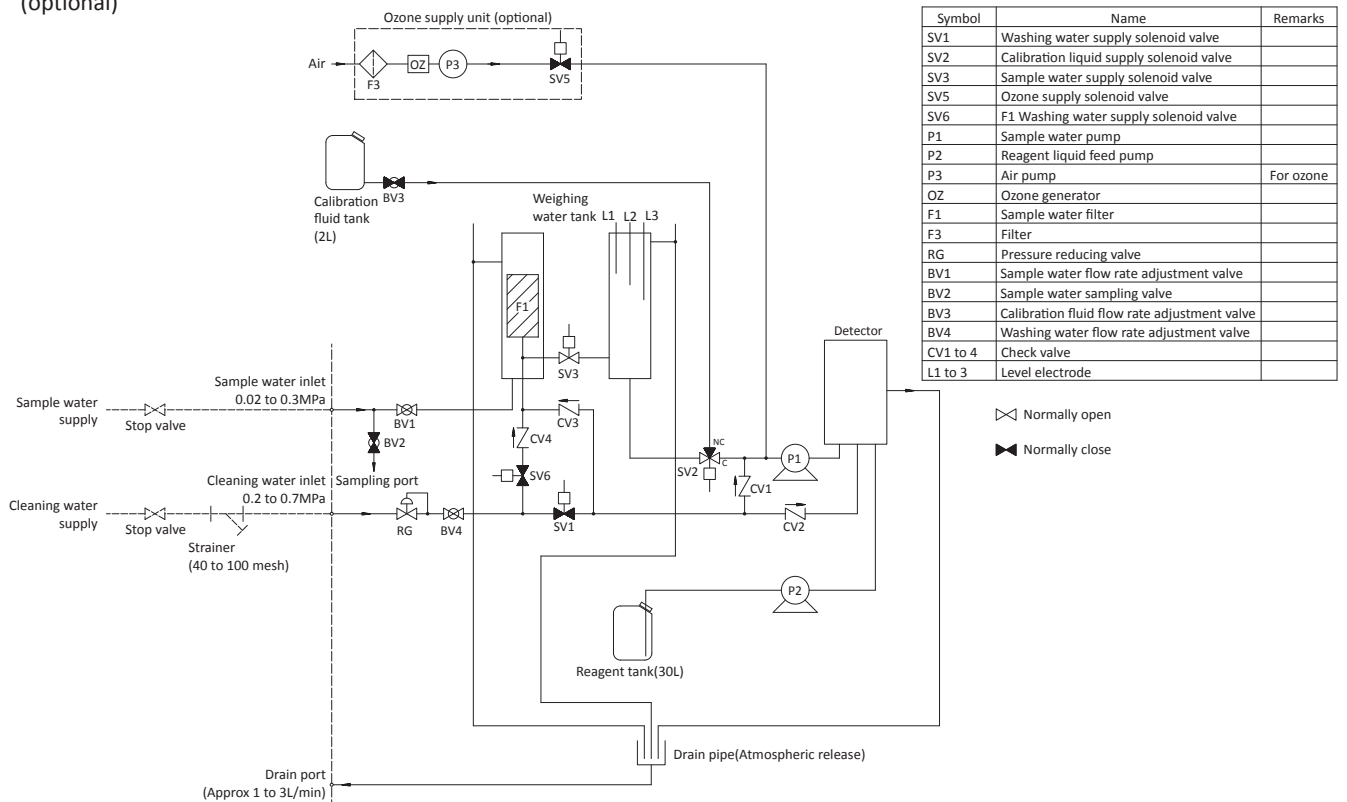 (optional)
Ozone supply unit (optional)
Air
F3
OZ
P3
SV5
Calibration
fluid tank
(2L)
BV3
Weighing
water tank
L1
L2
L3
F1
SV3
Detector
Sample water
supply
Stop valve
Sample water inlet
0.02 to 0.3MPa
BV1
BV2
Sampling port
CV3
CV4
SV6
SV2
NC
C
P1
CV1
Cleaning water
supply
Stop valve
Strainer
(40 to 100 mesh)
Cleaning water inlet
0.2 to 0.7MPa
RG
BV4
SV1
CV2
P2
Reagent tank(30L)
Drain pipe(Atmospheric release)
Drain port
(Approx 1 to 3L/min)
Symbol Name Remarks
SV1 Washing water supply solenoid valve
SV2 Calibration liquid supply solenoid valve
SV3 Sample water supply solenoid valve
SV5 Ozone supply solenoid valve
SV6 F1 Washing water supply solenoid valve
P1 Sample water pump
P2 Reagent liquid feed pump
P3 Air pump For ozone
OZ Ozone generator
F1 Sample water filter
F3 Filter
RG Pressure reducing valve
BV1 Sample water flow rate adjustment valve
BV2 Sample water sampling valve
BV3 Calibration fluid flow rate adjustment valve
BV4 Washing water flow rate adjustment valve
CV1 to 4 Check valve
L1 to 3 Level electrode
Normally open
Normally close